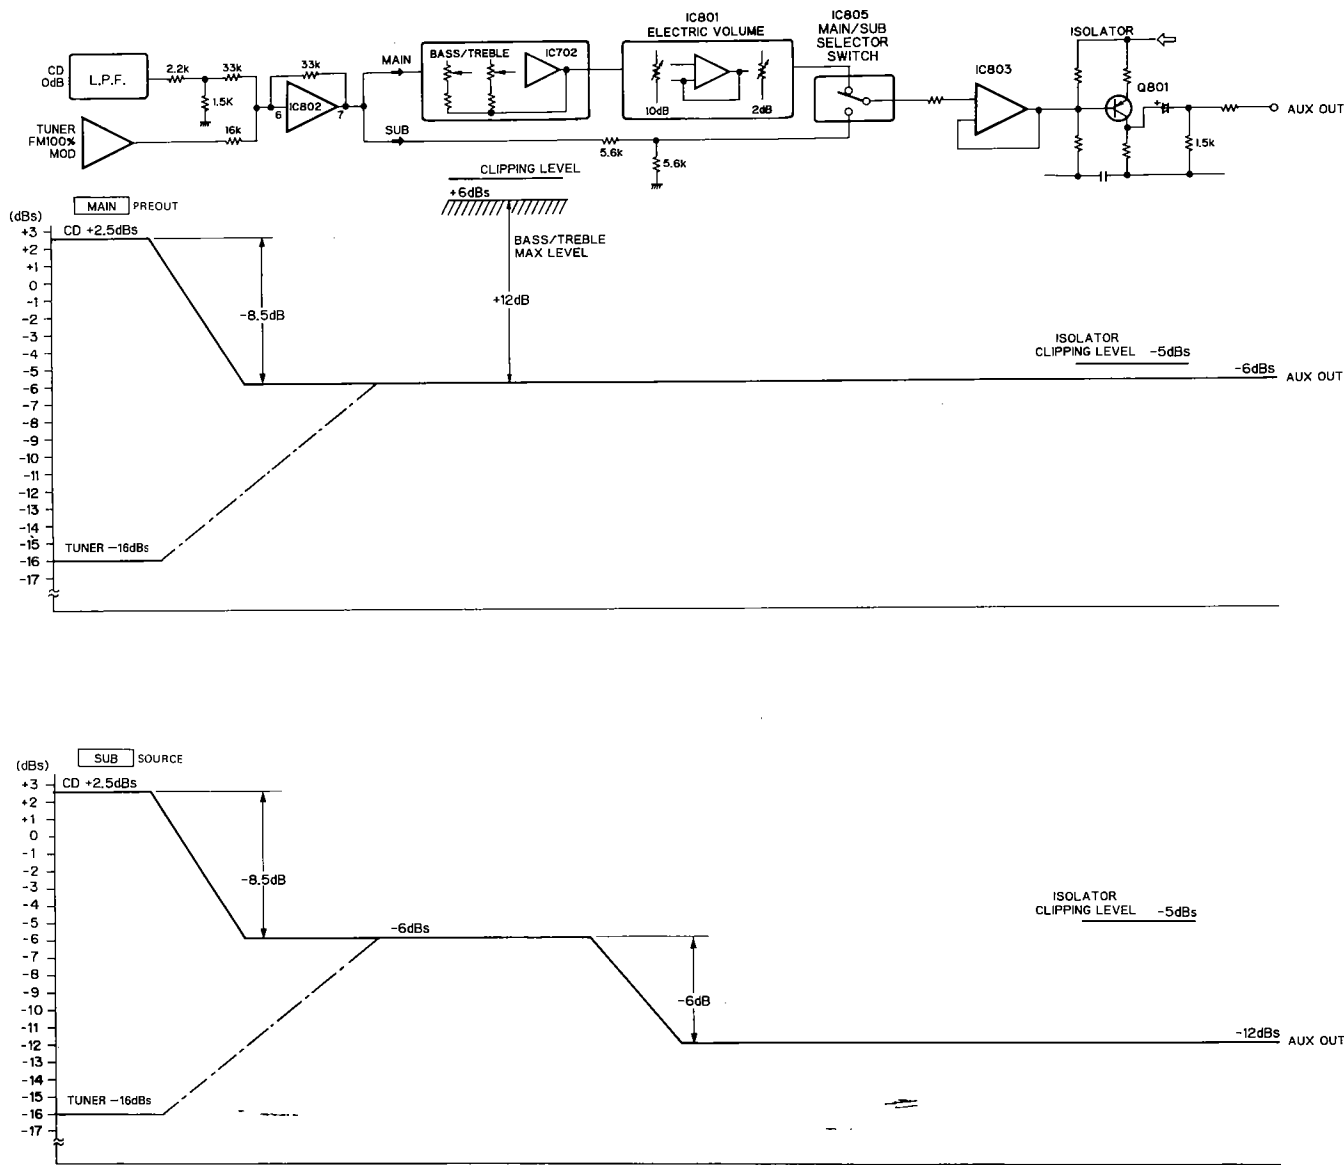 IC801
ELECTRIC VOLUME
IC805
MAIN/SUB
SELECTOR
SWITCH
ISOLATOR
CD
0dB
L.P.F.
2.2k
33k
33k
1.5K
IC802
6
7
MAIN
BASS/TREBLE
IC702
10dB
2dB
IC803
Q801
AUX OUT
TUNER
FM100%
MOD
16k
SUB
5.6k
5.6k
1.5k
CLIPPING LEVEL
+6dBs
MAIN PREOUT
(dBs)
CD +2.5dBs
+3
+2
+1
0
-1
-2
-3
-4
-5
-6
-7
-8
-9
-10
-11
-12
-13
-14
-15
-16
-17
BASS/TREBLE
MAX LEVEL
-8.5dB
+12dB
ISOLATOR
CLIPPING LEVEL -5dBs
-6dBs
AUX OUT
TUNER -16dBs
SUB SOURCE
(dBs)
CD +2.5dBs
+3
+2
+1
0
-1
-2
-3
-4
-5
-6
-7
-8
-9
-10
-11
-12
-13
-14
-15
-16
-17
-8.5dB
ISOLATOR
CLIPPING LEVEL -5dBs
-6dBs
-6dB
-12dBs
AUX OUT
TUNER -16dBs